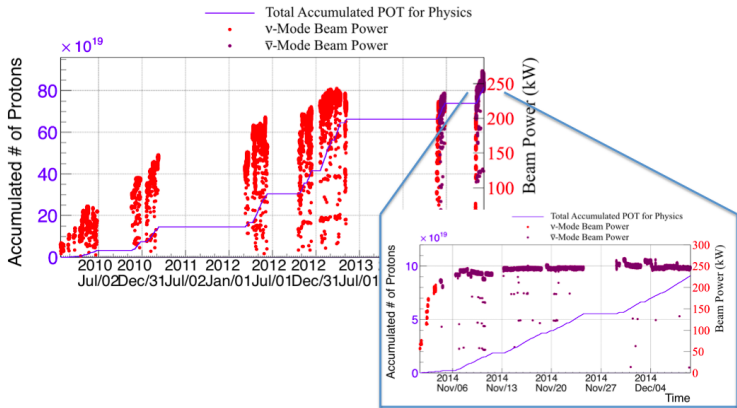 Total Accumulated POT for Physics
ν-Mode Beam Power
ν̅-Mode Beam Power
×10¹⁹
Accumulated # of Protons
80
60
40
20
0
250
200
150
100
Beam Power (kW)
2010 2010 2011 2012 2012 2012 2013
Jul/02 Dec/31 Jul/02 Jan/01 Jul/01 Dec/31 Jul/01
Total Accumulated POT for Physics
ν-Mode Beam Power
ν̅-Mode Beam Power
×10¹⁹
Accumulated # of Protons
10
5
0
300
250
200
150
100
50
0
Beam Power (kW)
2014 2014 2014 2014 2014
Nov/06 Nov/13 Nov/20 Nov/27 Dec/04
Time